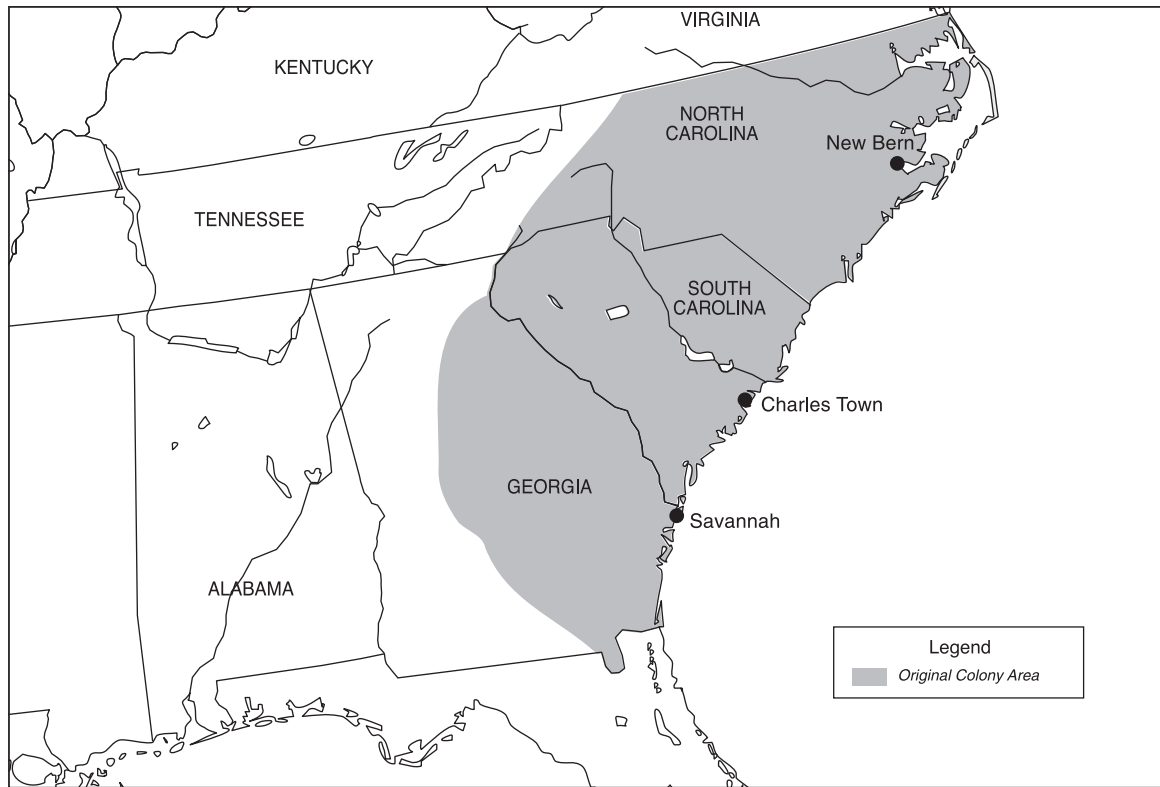 VIRGINIA
KENTUCKY
NORTH
CAROLINA
New Bern
TENNESSEE
SOUTH
CAROLINA
Charles Town
GEORGIA
Savannah
ALABAMA
Legend
Original Colony Area